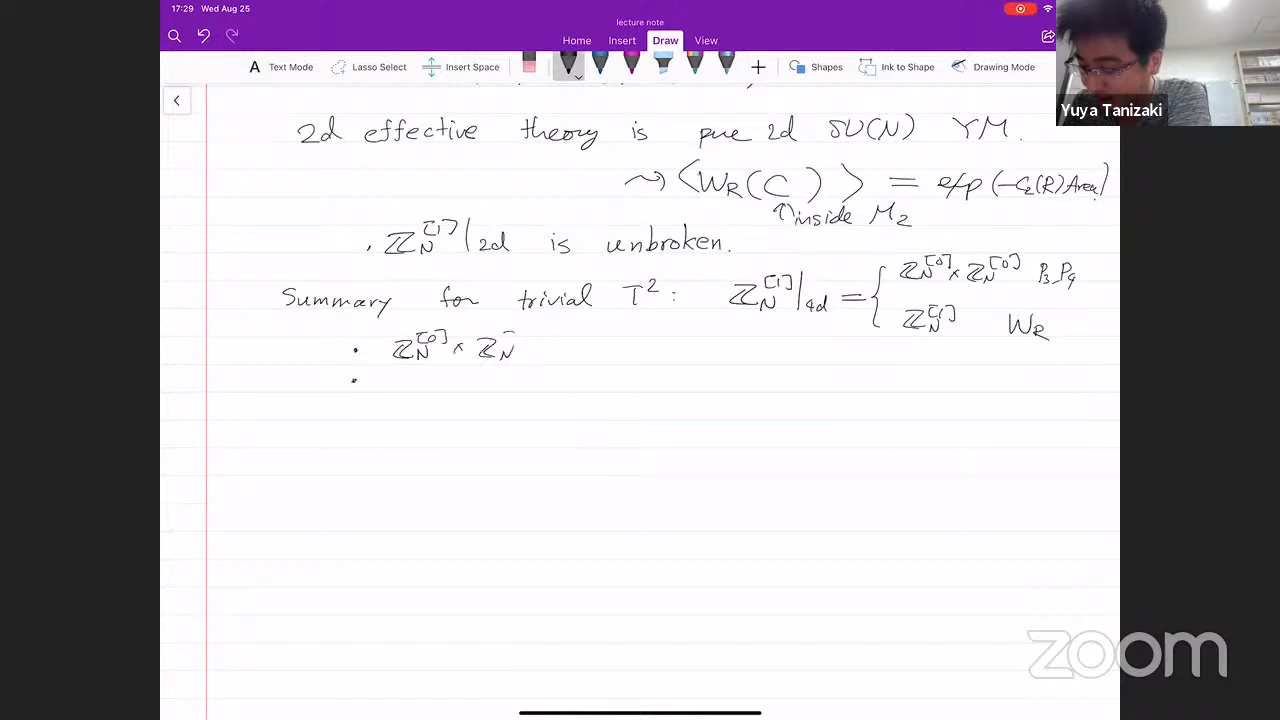 17:29 Wed Aug 25
lecture note
Home Insert Draw View
A Text Mode Lasso Select Insert Space + Shapes Ink to Shape Drawing Mode
Yuya Tanizaki
2d effective theory is pure 2d SU(N) YM.
⤳ ⟨W_R(C)⟩ = exp(-C_2(R) Area)
↑ inside M_2
· ℤ_N^[1]|_2d is unbroken.
Summary for trivial T^2 : ℤ_N^[1]|_4d = { ℤ_N^[0] × ℤ_N^[0] P_3, P_4
ℤ_N^[1] W_R
· ℤ_N^[0] × ℤ_N
·
zoom